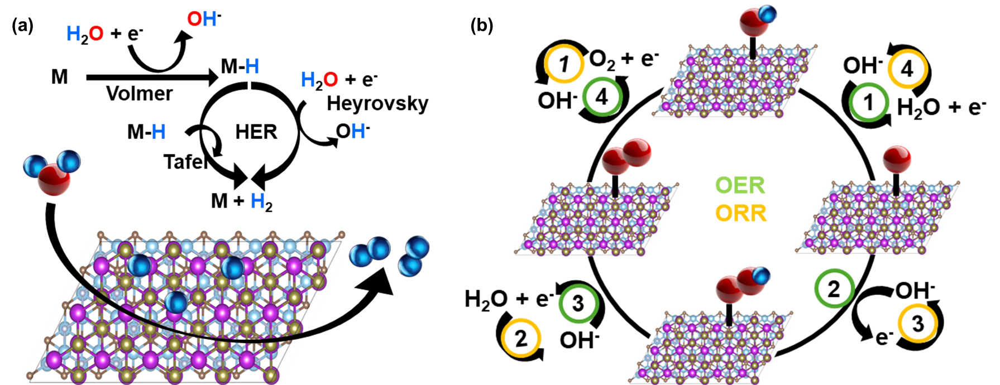 (a)
H₂O + e⁻
OH⁻
M
Volmer
M-H
H₂O + e⁻
Heyrovsky
M-H
HER
OH⁻
Tafel
M + H₂
(b)
1
O₂ + e⁻
OH⁻
4
OH⁻
4
1
H₂O + e⁻
OER
ORR
H₂O + e⁻
3
2
OH⁻
2
OH⁻
3
e⁻